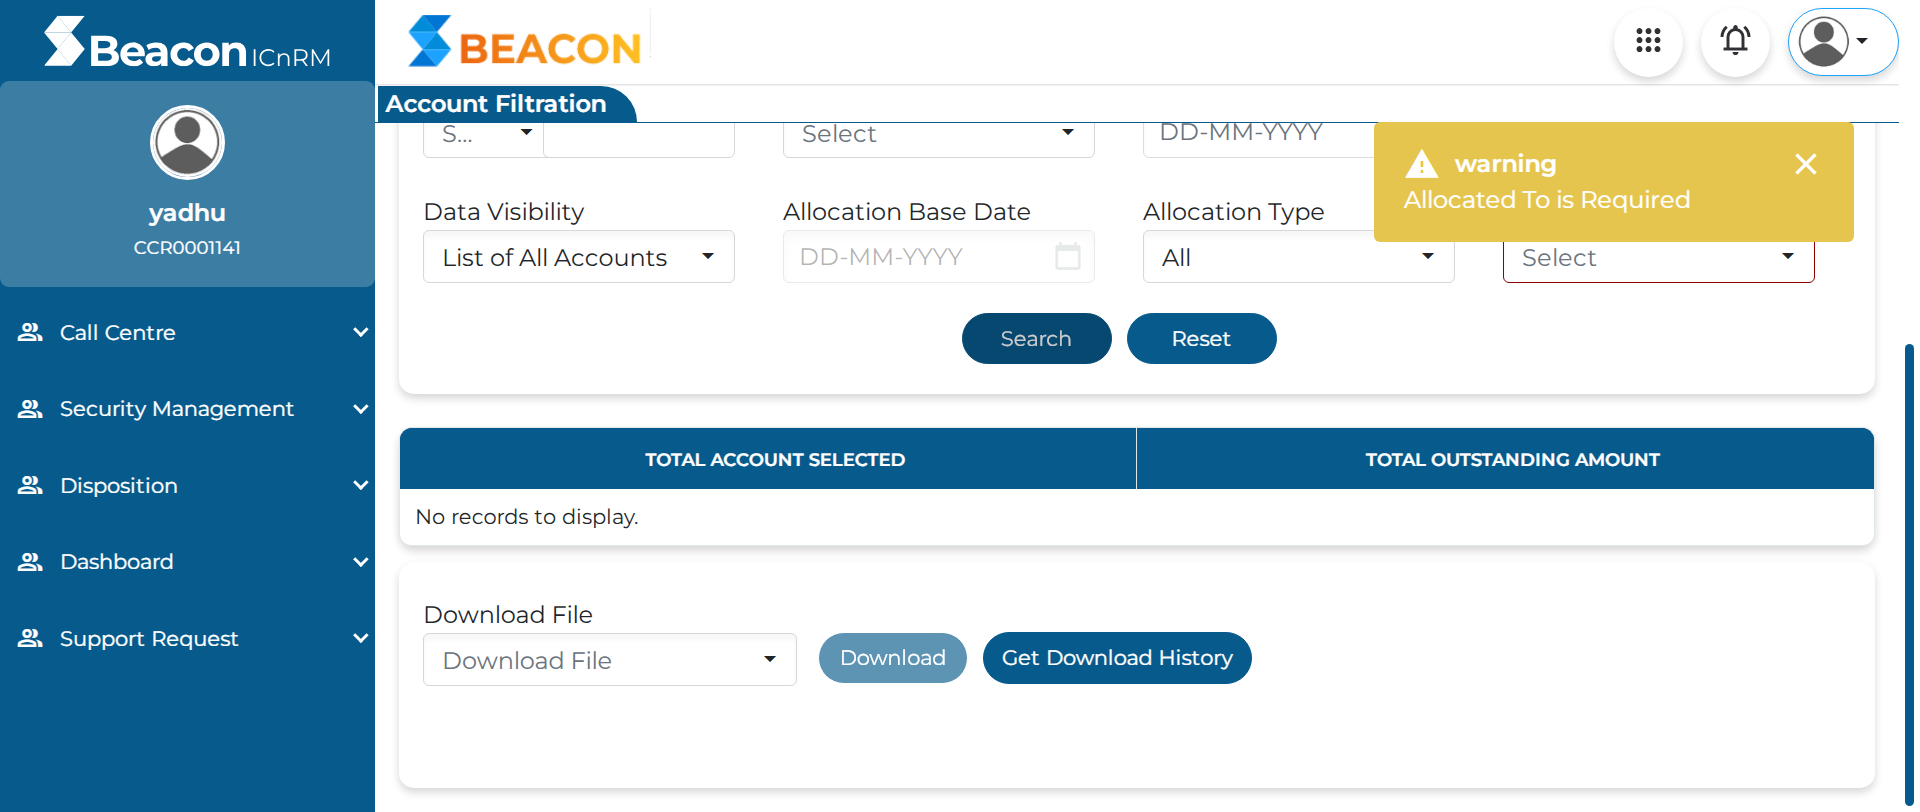 Beacon ICnRM
yadhu
CCR0001141
Call Centre
Security Management
Disposition
Dashboard
Support Request
BEACON
Account Filtration
S...
Select
DD-MM-YYYY
warning
Allocated To is Required
Data Visibility
List of All Accounts
Allocation Base Date
DD-MM-YYYY
Allocation Type
All
Select
Search
Reset
TOTAL ACCOUNT SELECTED
TOTAL OUTSTANDING AMOUNT
No records to display.
Download File
Download File
Download
Get Download History